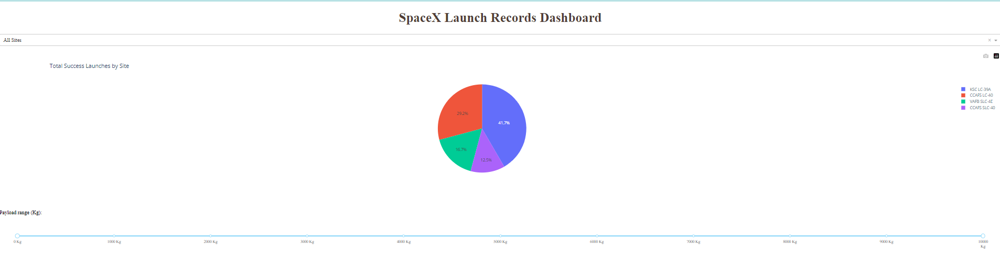 SpaceX Launch Records Dashboard
All Sites
Total Success Launches by Site
KSC LC-39A
CCAFS LC-40
VAFB SLC-4E
CCAFS SLC-40
29.2%
41.7%
16.7%
12.5%
Payload range (Kg):
0 Kg 1000 Kg 2000 Kg 3000 Kg 4000 Kg 5000 Kg 6000 Kg 7000 Kg 8000 Kg 9000 Kg 10000
Kg